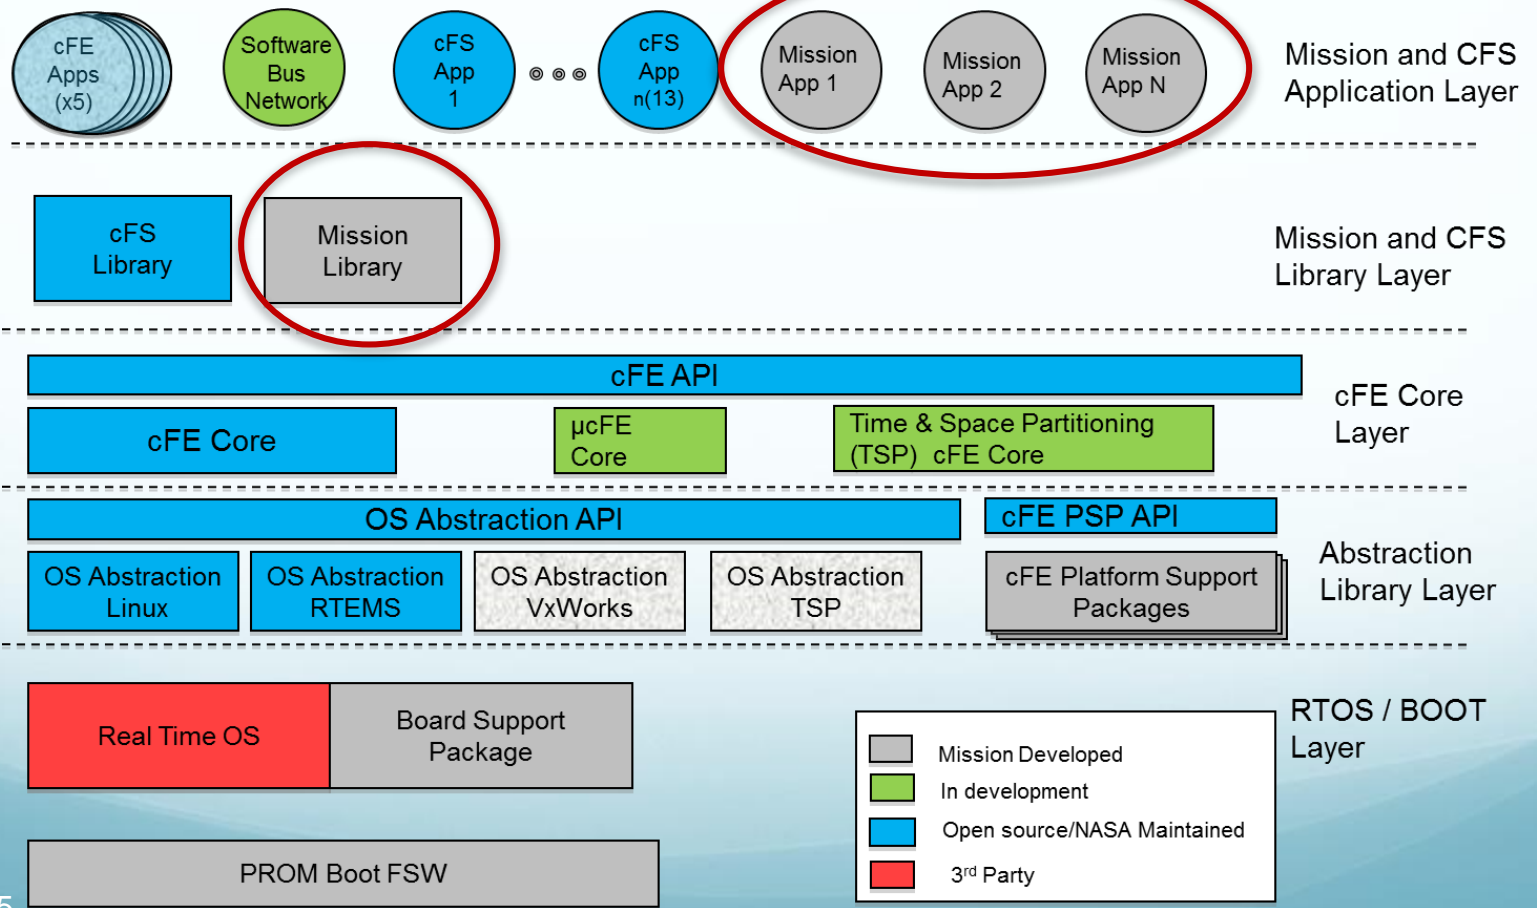 cFE
Apps
(x5)
Software
Bus
Network
cFS
App
1
cFS
App
n(13)
Mission
App 1
Mission
App 2
Mission
App N
Mission and CFS
Application Layer
cFS
Library
Mission
Library
Mission and CFS
Library Layer
cFE API
cFE Core
µcFE
Core
Time & Space Partitioning
(TSP) cFE Core
cFE Core
Layer
OS Abstraction API
cFE PSP API
OS Abstraction
Linux
OS Abstraction
RTEMS
OS Abstraction
VxWorks
OS Abstraction
TSP
cFE Platform Support
Packages
Abstraction
Library Layer
Real Time OS
Board Support
Package
RTOS / BOOT
Layer
Mission Developed
In development
Open source/NASA Maintained
3rd Party
PROM Boot FSW
5